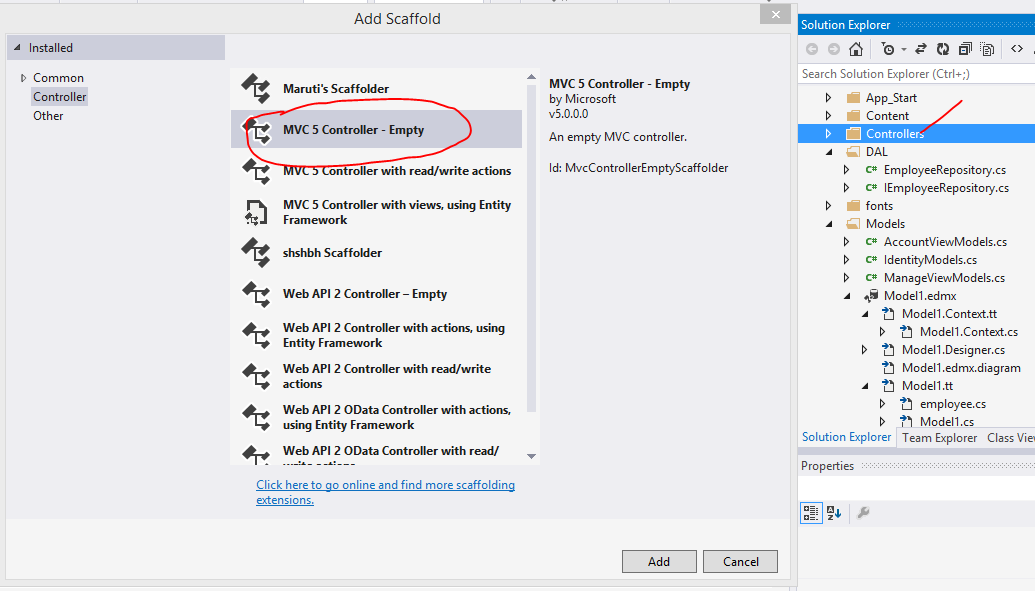 Add Scaffold
Installed
Common
Controller
Other
Maruti's Scaffolder
MVC 5 Controller - Empty
MVC 5 Controller with read/write actions
MVC 5 Controller with views, using Entity
Framework
shshbh Scaffolder
Web API 2 Controller – Empty
Web API 2 Controller with actions, using
Entity Framework
Web API 2 Controller with read/write
actions
Web API 2 OData Controller with actions,
using Entity Framework
Web API 2 OData Controller with read/
write actions
Click here to go online and find more scaffolding
extensions.
MVC 5 Controller - Empty
by Microsoft
v5.0.0.0
An empty MVC controller.
Id: MvcControllerEmptyScaffolder
Add
Cancel
Solution Explorer
Search Solution Explorer (Ctrl+;)
App_Start
Content
Controllers
DAL
C# EmployeeRepository.cs
C# IEmployeeRepository.cs
fonts
Models
C# AccountViewModels.cs
C# IdentityModels.cs
C# ManageViewModels.cs
Model1.edmx
Model1.Context.tt
Model1.Context.cs
Model1.Designer.cs
Model1.edmx.diagram
Model1.tt
employee.cs
Model1.cs
Solution Explorer Team Explorer Class Vie
Properties